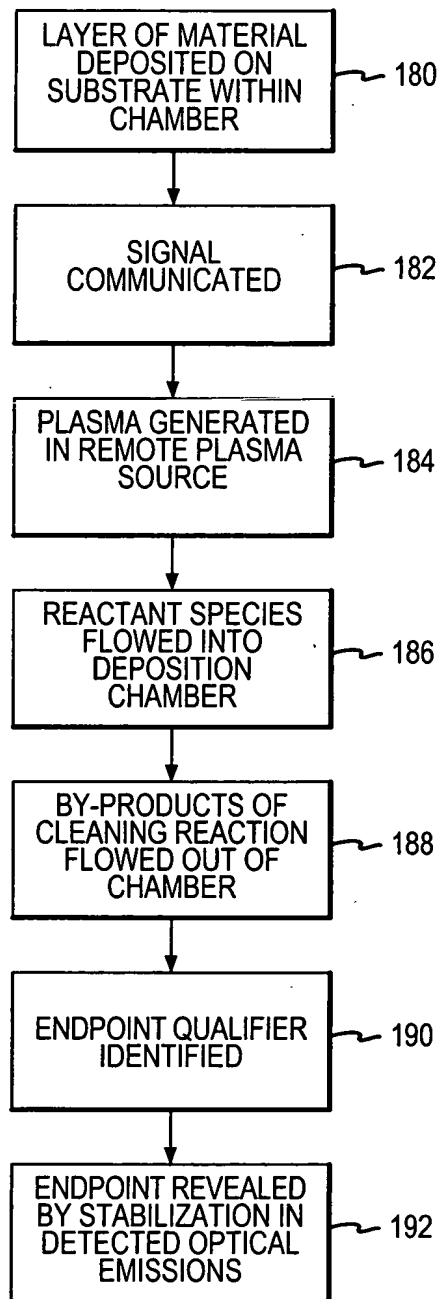 LAYER OF MATERIAL
DEPOSITED ON
SUBSTRATE WITHIN
CHAMBER
180
SIGNAL
COMMUNICATED
182
PLASMA GENERATED
IN REMOTE PLASMA
SOURCE
184
REACTANT SPECIES
FLOWED INTO
DEPOSITION
CHAMBER
186
BY-PRODUCTS OF
CLEANING REACTION
FLOWED OUT OF
CHAMBER
188
ENDPOINT QUALIFIER
IDENTIFIED
190
ENDPOINT REVEALED
BY STABILIZATION IN
DETECTED OPTICAL
EMISSIONS
192